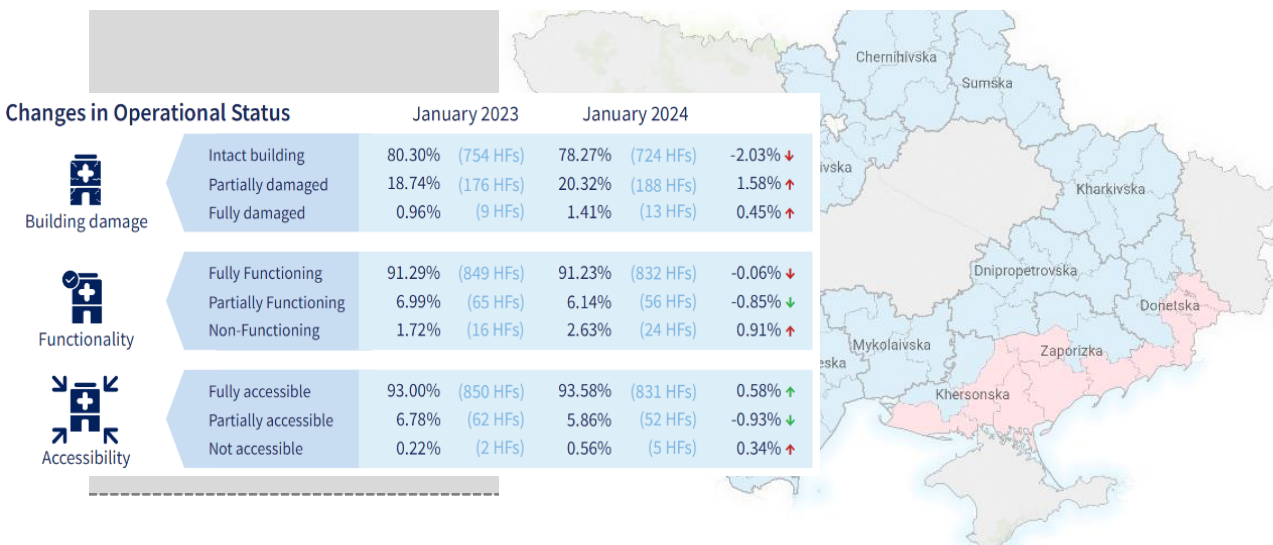 Changes in Operational Status January 2023 January 2024
Building damage
Intact building 80.30% (754 HFs) 78.27% (724 HFs) -2.03% ↓
Partially damaged 18.74% (176 HFs) 20.32% (188 HFs) 1.58% ↑
Fully damaged 0.96% (9 HFs) 1.41% (13 HFs) 0.45% ↑
Functionality
Fully Functioning 91.29% (849 HFs) 91.23% (832 HFs) -0.06% ↓
Partially Functioning 6.99% (65 HFs) 6.14% (56 HFs) -0.85% ↓
Non-Functioning 1.72% (16 HFs) 2.63% (24 HFs) 0.91% ↑
Accessibility
Fully accessible 93.00% (850 HFs) 93.58% (831 HFs) 0.58% ↑
Partially accessible 6.78% (62 HFs) 5.86% (52 HFs) -0.93% ↓
Not accessible 0.22% (2 HFs) 0.56% (5 HFs) 0.34% ↑
Chernihivska
Sumska
ivska
Kharkivska
Dnipropetrovska
Donetska
Mykolaivska
Zaporizka
eska
Khersonska